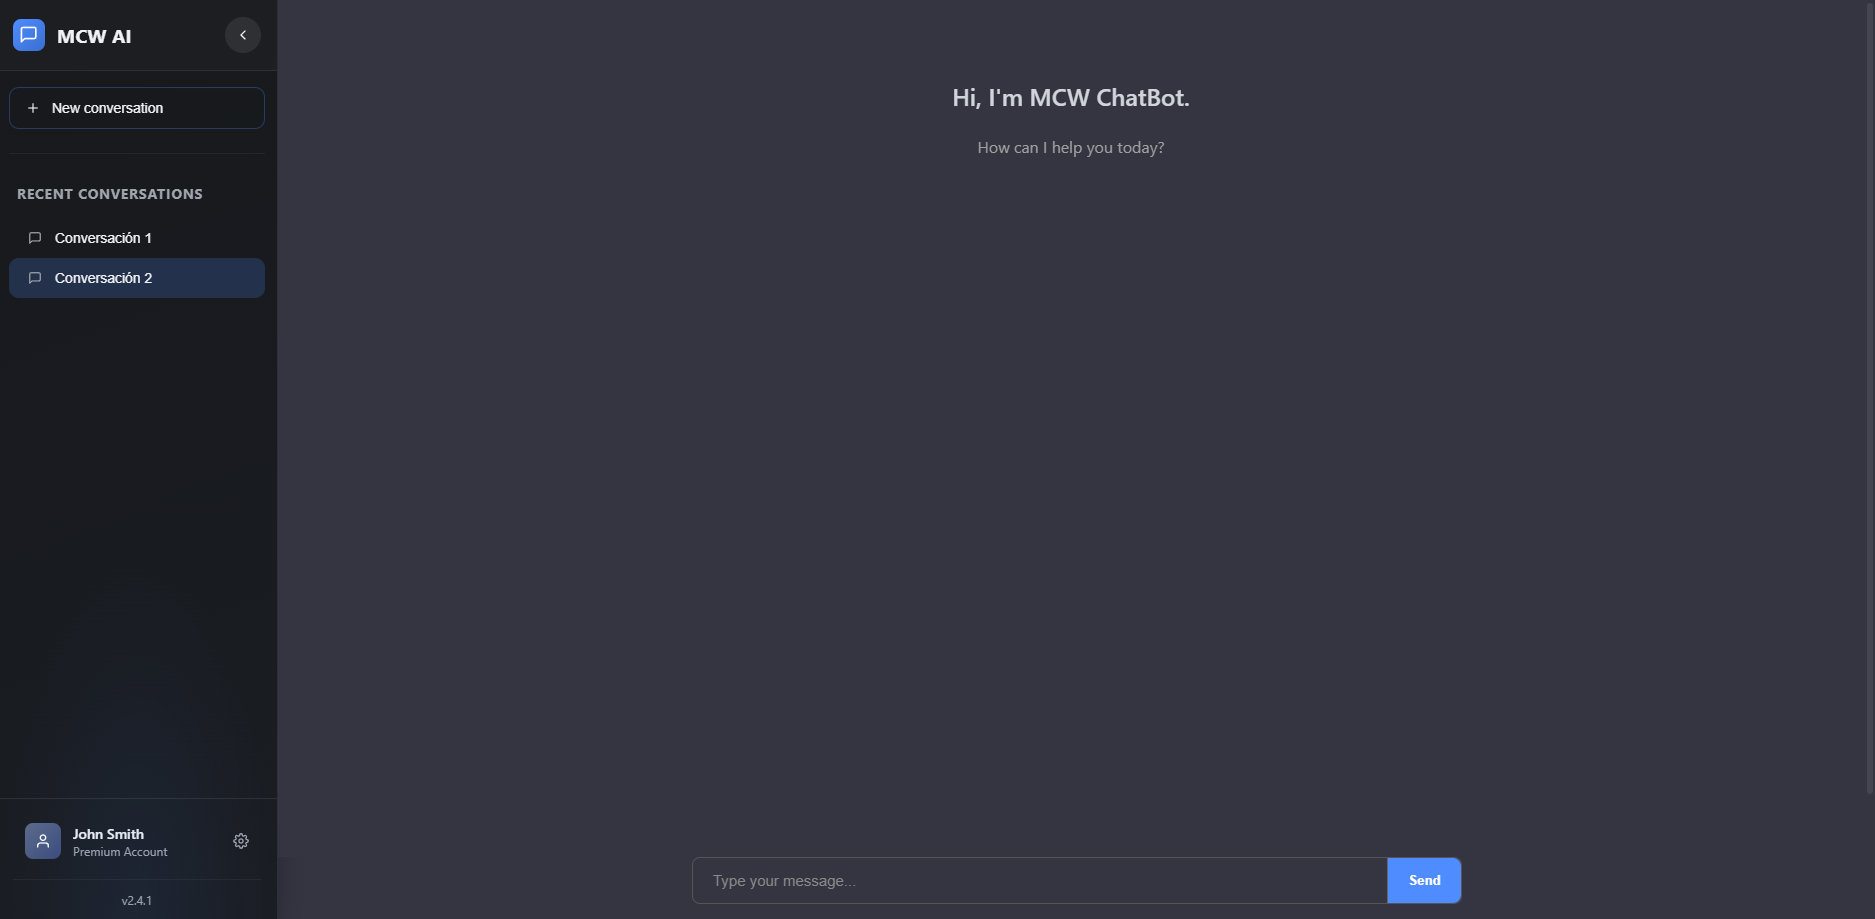 MCW AI
New conversation
RECENT CONVERSATIONS
Conversación 1
Conversación 2
John Smith
Premium Account
v2.4.1
Hi, I'm MCW ChatBot.
How can I help you today?
Type your message...
Send